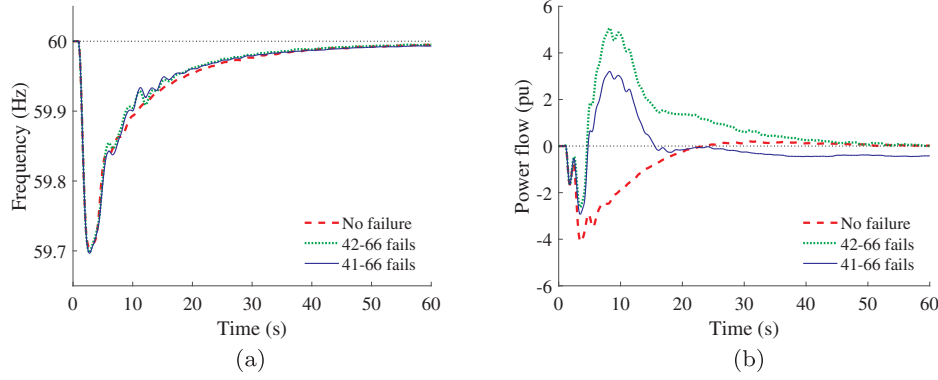 60
59.9
59.8
59.7
Frequency (Hz)
No failure
42-66 fails
41-66 fails
0 10 20 30 40 50 60
Time (s)
(a)
6
4
2
0
-2
-4
-6
Power flow (pu)
No failure
42-66 fails
41-66 fails
0 10 20 30 40 50 60
Time (s)
(b)